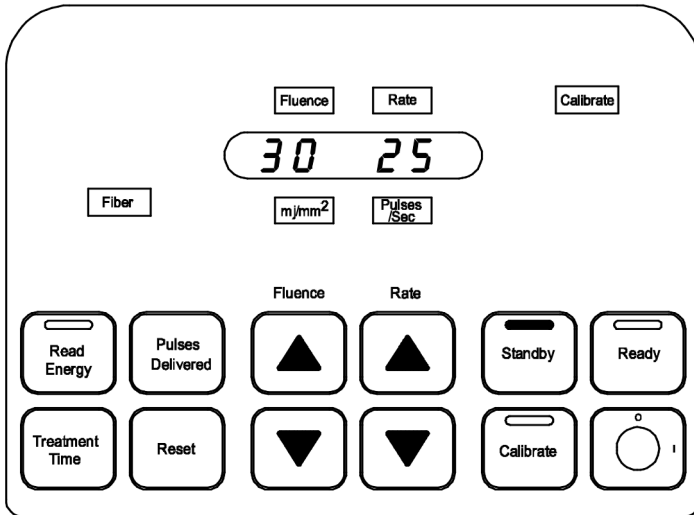 Fluence Rate Calibrate
30 25
Fiber
mj/mm² Pulses
/Sec
Fluence Rate
Read
Energy
Pulses
Delivered
Standby
Ready
Treatment
Time
Reset
Calibrate
O
I